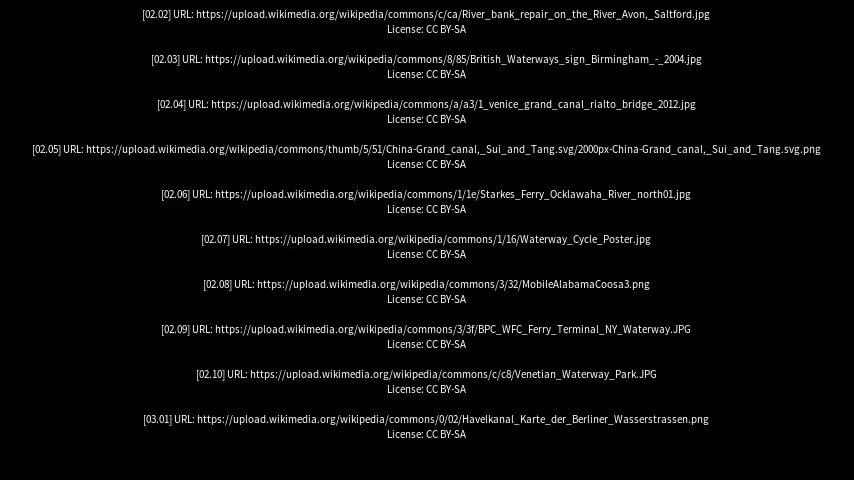 [02.02] URL: https://upload.wikimedia.org/wikipedia/commons/c/ca/River_bank_repair_on_the_River_Avon,_Saltford.jpg
License: CC BY-SA
[02.03] URL: https://upload.wikimedia.org/wikipedia/commons/8/85/British_Waterways_sign_Birmingham_-_2004.jpg
License: CC BY-SA
[02.04] URL: https://upload.wikimedia.org/wikipedia/commons/a/a3/1_venice_grand_canal_rialto_bridge_2012.jpg
License: CC BY-SA
[02.05] URL: https://upload.wikimedia.org/wikipedia/commons/thumb/5/51/China-Grand_canal,_Sui_and_Tang.svg/2000px-China-Grand_canal,_Sui_and_Tang.svg.png
License: CC BY-SA
[02.06] URL: https://upload.wikimedia.org/wikipedia/commons/1/1e/Starkes_Ferry_Ocklawaha_River_north01.jpg
License: CC BY-SA
[02.07] URL: https://upload.wikimedia.org/wikipedia/commons/1/16/Waterway_Cycle_Poster.jpg
License: CC BY-SA
[02.08] URL: https://upload.wikimedia.org/wikipedia/commons/3/32/MobileAlabamaCoosa3.png
License: CC BY-SA
[02.09] URL: https://upload.wikimedia.org/wikipedia/commons/3/3f/BPC_WFC_Ferry_Terminal_NY_Waterway.JPG
License: CC BY-SA
[02.10] URL: https://upload.wikimedia.org/wikipedia/commons/c/c8/Venetian_Waterway_Park.JPG
License: CC BY-SA
[03.01] URL: https://upload.wikimedia.org/wikipedia/commons/0/02/Havelkanal_Karte_der_Berliner_Wasserstrassen.png
License: CC BY-SA